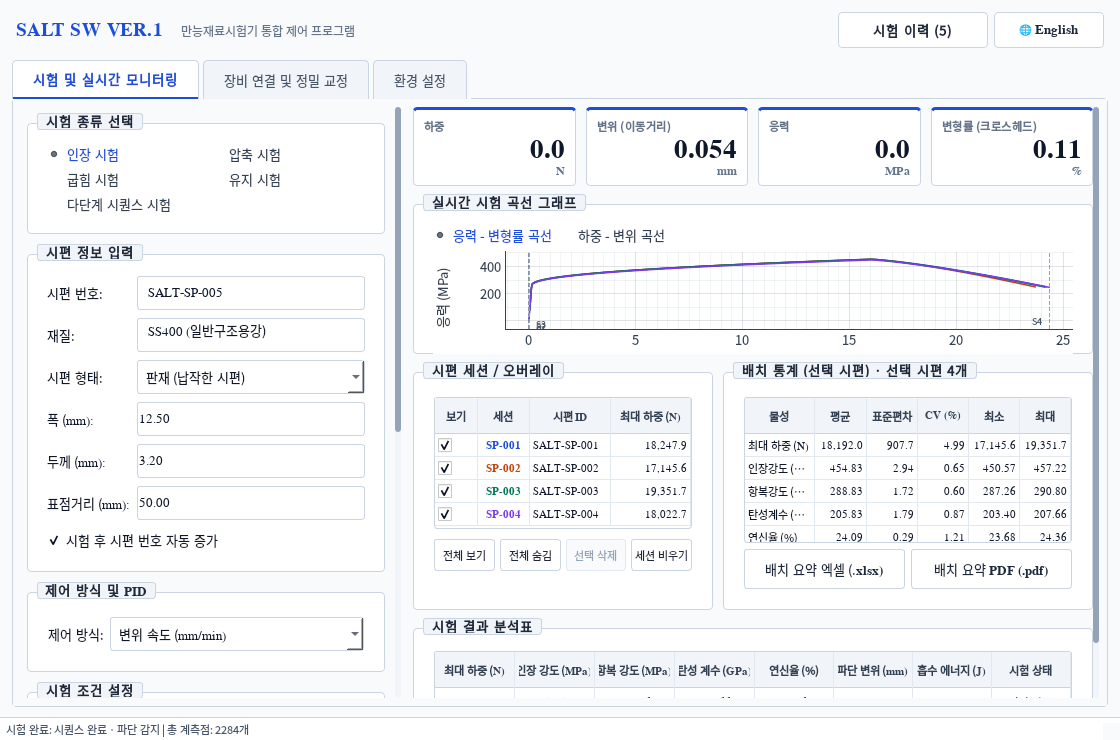 SALT SW VER.1 만능재료시험기 통합 제어 프로그램
시험 이력 (5) 🌐 English
시험 및 실시간 모니터링 장비 연결 및 정밀 교정 환경 설정
시험 종류 선택
인장 시험 압축 시험
굽힘 시험 유지 시험
다단계 시퀀스 시험
시편 정보 입력
시편 번호: SALT-SP-005
재질: SS400 (일반구조용강)
시편 형태: 판재 (납작한 시편)
폭 (mm): 12.50
두께 (mm): 3.20
표점거리 (mm): 50.00
시험 후 시편 번호 자동 증가
제어 방식 및 PID
제어 방식: 변위 속도 (mm/min)
시험 조건 설정
하중
0.0
N
변위 (이동거리)
0.054
mm
응력
0.0
MPa
변형률 (크로스헤드)
0.11
%
실시간 시험 곡선 그래프
응력 - 변형률 곡선 하중 - 변위 곡선
응력 (MPa)
400
200
S4
0 5 10 15 20 25
시편 세션 / 오버레이
보기 세션 시편 ID 최대 하중 (N)
SP-001 SALT-SP-001 18,247.9
SP-002 SALT-SP-002 17,145.6
SP-003 SALT-SP-003 19,351.7
SP-004 SALT-SP-004 18,022.7
전체 보기 전체 숨김 선택 삭제 세션 비우기
배치 통계 (선택 시편) · 선택 시편 4개
물성 평균 표준편차 CV (%) 최소 최대
최대 하중 (N) 18,192.0 907.7 4.99 17,145.6 19,351.7
인장강도 (⋯ 454.83 2.94 0.65 450.57 457.22
항복강도 (⋯ 288.83 1.72 0.60 287.26 290.80
탄성계수 (⋯ 205.83 1.79 0.87 203.40 207.66
연신율 (%) 24.09 0.29 1.21 23.68 24.36
배치 요약 엑셀 (.xlsx) 배치 요약 PDF (.pdf)
시험 결과 분석표
최대 하중 (N) 인장 강도 (MPa) 항복 강도 (MPa) 탄성 계수 (GPa) 연신율 (%) 파단 변위 (mm) 흡수 에너지 (J) 시험 상태
시험 완료: 시퀀스 완료 · 파단 감지 | 총 계측점: 2284개